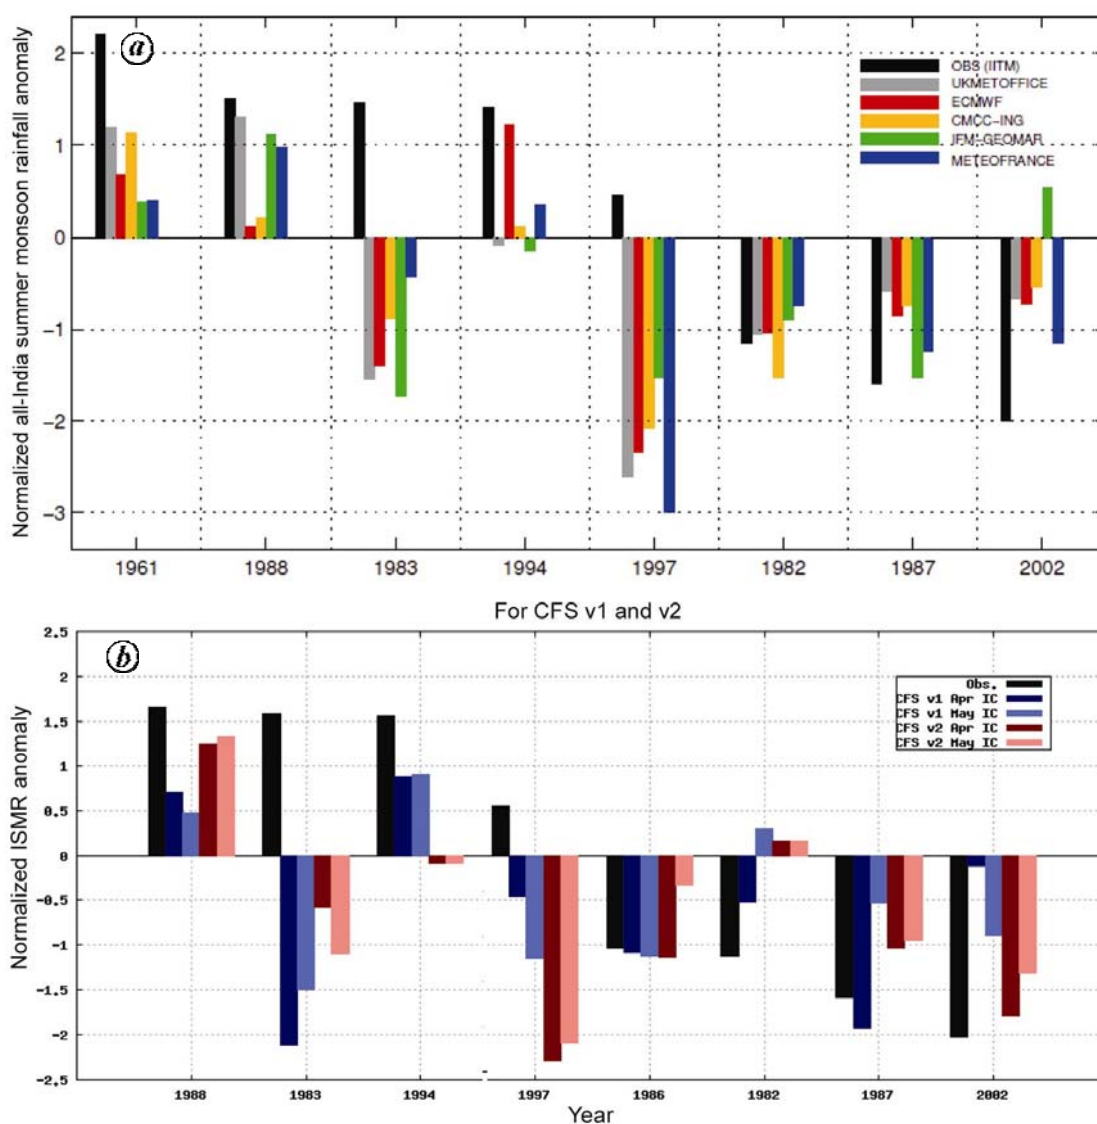 a
Normalized all-India summer monsoon rainfall anomaly
2
1
0
-1
-2
-3
OBS (IITM)
UKMETOFFICE
ECMWF
CMCC-ING
IFM-GEOMAR
METEOFRANCE
1961 1988 1983 1994 1997 1982 1987 2002
For CFS v1 and v2
b
Normalized ISMR anomaly
2.5
2
1.5
1
0.5
0
-0.5
-1
-1.5
-2
-2.5
Obs.
CFS v1 Apr IC
CFS v1 May IC
CFS v2 Apr IC
CFS v2 May IC
1988 1983 1994 1997 1986 1982 1987 2002
Year